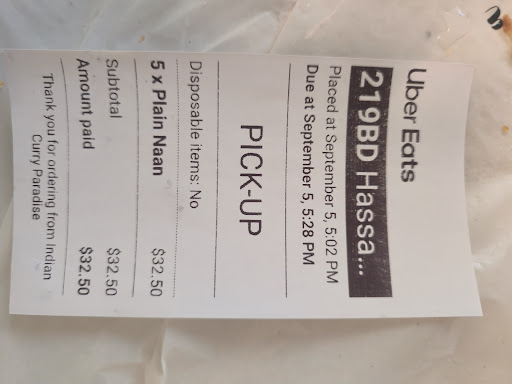 Uber Eats
219BD Hassa...
Placed at September 5, 5:02 PM
Due at September 5, 5:28 PM
PICK-UP
Disposable items: No
5 x Plain Naan $32.50
Subtotal $32.50
Amount paid $32.50
Thank you for ordering from Indian
Curry Paradise